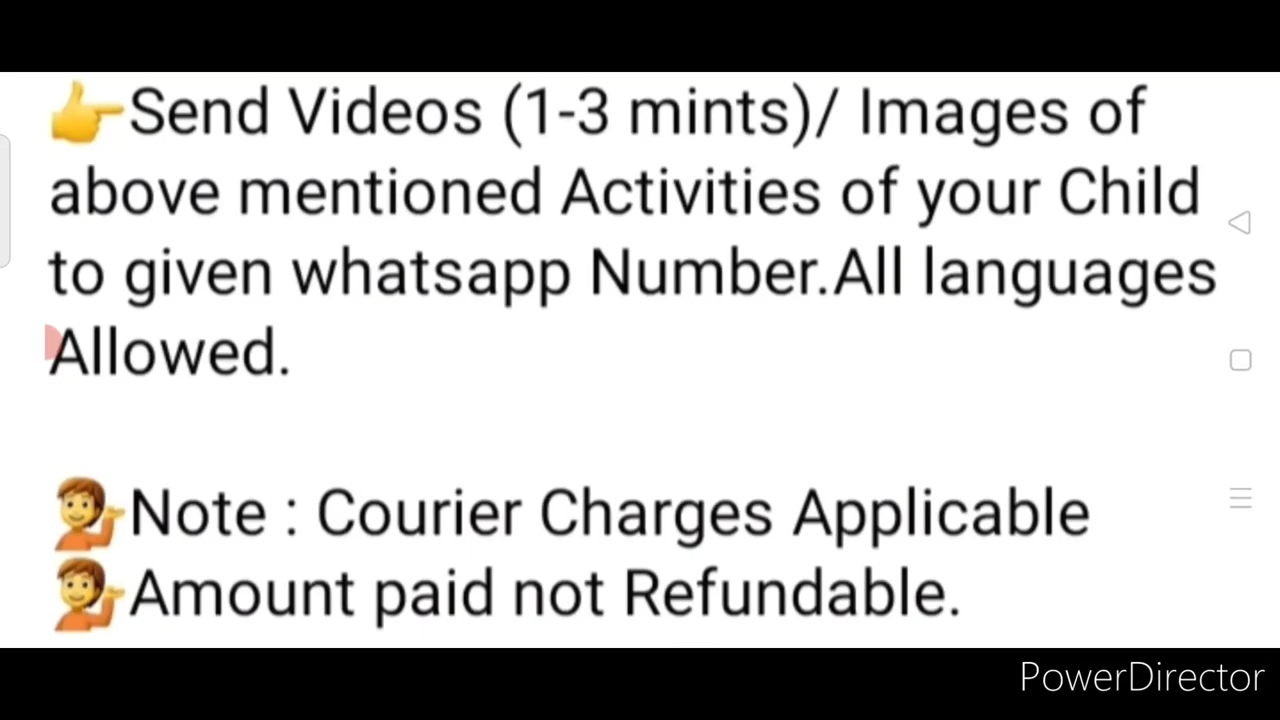 👉Send Videos (1-3 mints)/ Images of
above mentioned Activities of your Child
to given whatsapp Number.All languages
Allowed.
💁Note : Courier Charges Applicable
💁Amount paid not Refundable.
PowerDirector